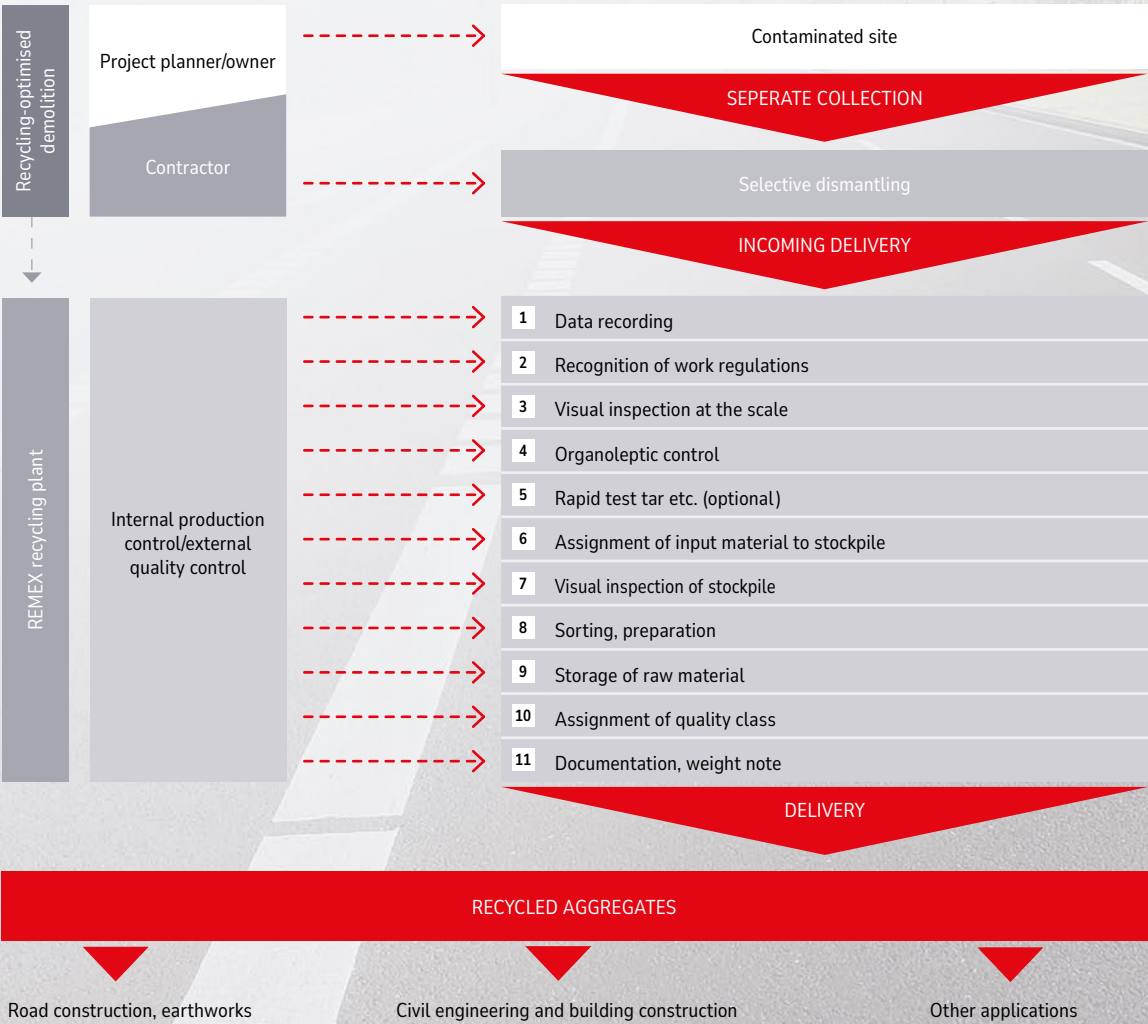 Recycling-optimised
demolition
Project planner/owner
Contractor
Contaminated site
SEPERATE COLLECTION
Selective dismantling
INCOMING DELIVERY
REMEX recycling plant
Internal production
control/external
quality control
1 Data recording
2 Recognition of work regulations
3 Visual inspection at the scale
4 Organoleptic control
5 Rapid test tar etc. (optional)
6 Assignment of input material to stockpile
7 Visual inspection of stockpile
8 Sorting, preparation
9 Storage of raw material
10 Assignment of quality class
11 Documentation, weight note
DELIVERY
RECYCLED AGGREGATES
Road construction, earthworks
Civil engineering and building construction
Other applications